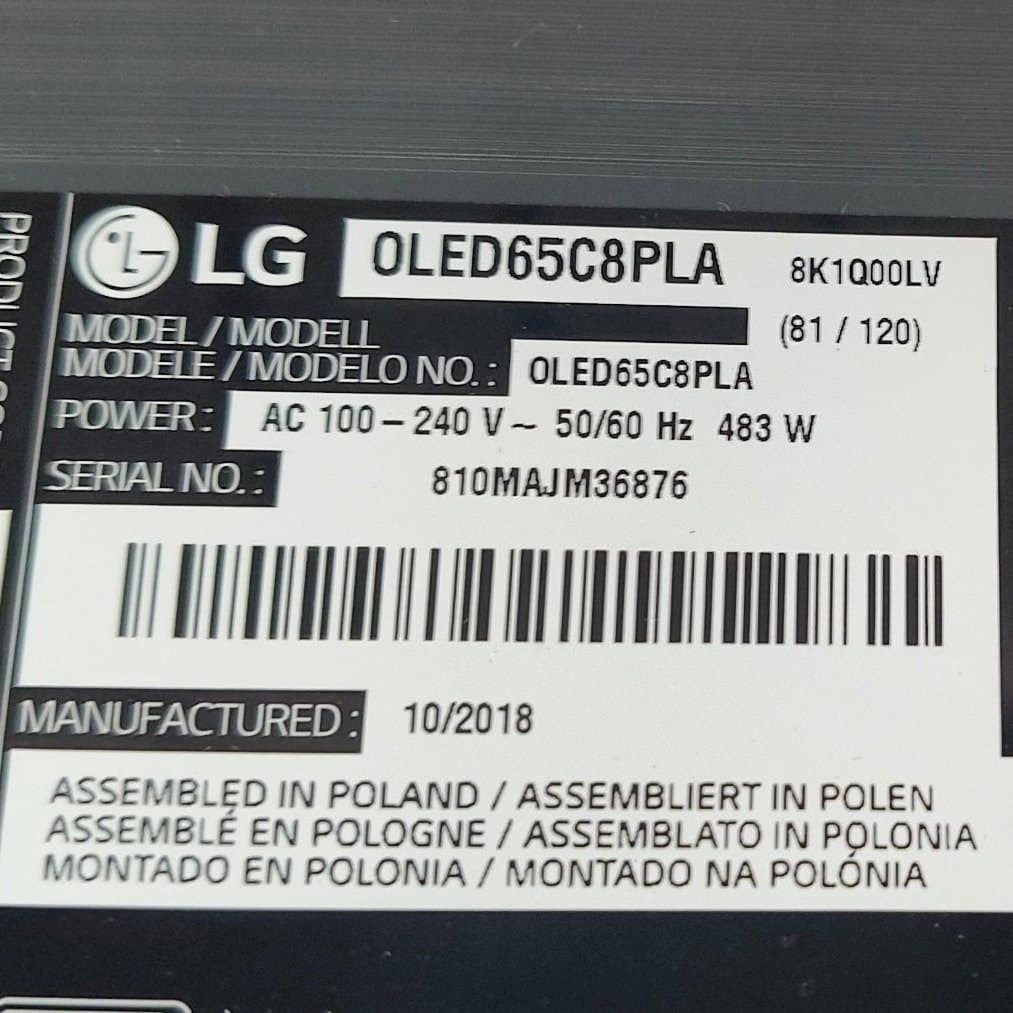 LG OLED65C8PLA 8K1Q00LV
MODEL / MODELL (81 / 120)
MODELE / MODELO NO. : OLED65C8PLA
POWER : AC 100 – 240 V ~ 50/60 Hz 483 W
SERIAL NO. : 810MAJM36876
MANUFACTURED : 10/2018
ASSEMBLED IN POLAND / ASSEMBLIERT IN POLEN
ASSEMBLÉ EN POLOGNE / ASSEMBLATO IN POLONIA
MONTADO EN POLONIA / MONTADO NA POLÓNIA
PRODUCT